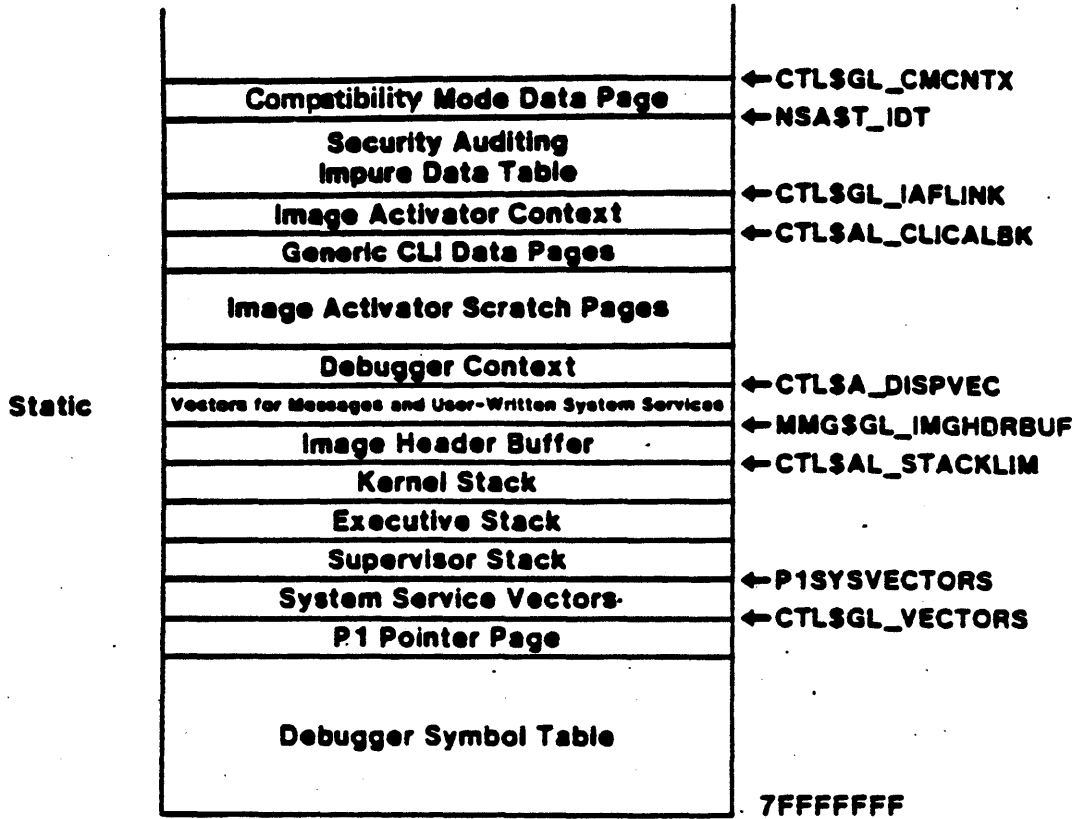 CTL$GL_CMCNTX
Compatibility Mode Data Page
NSA$T_IDT
Security Auditing
Impure Data Table
CTL$GL_IAFLINK
Image Activator Context
CTL$AL_CLICALBK
Generic CLI Data Pages
Image Activator Scratch Pages
Debugger Context
CTL$A_DISPVEC
Static
Vectors for Messages and User-Written System Services
MMG$GL_IMGHDRBUF
Image Header Buffer
CTL$AL_STACKLIM
Kernel Stack
Executive Stack
Supervisor Stack
P1SYSVECTORS
System Service Vectors
CTL$GL_VECTORS
P1 Pointer Page
Debugger Symbol Table
7FFFFFFF